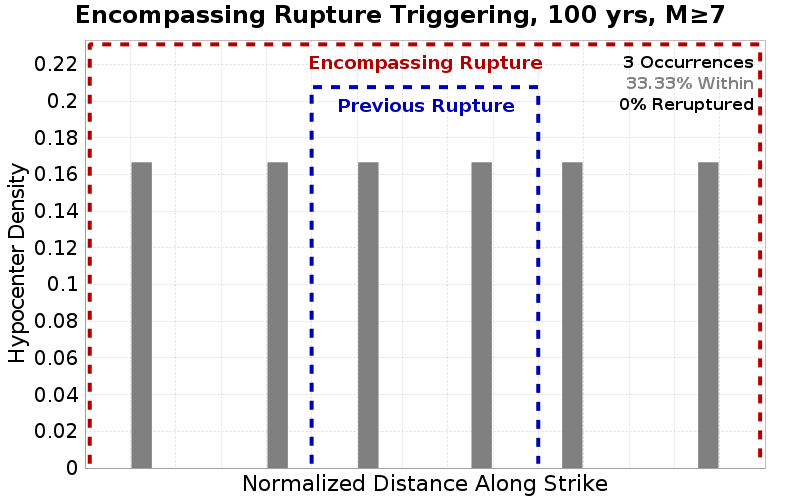 Encompassing Rupture Triggering, 100 yrs, M≥7
Encompassing Rupture
3 Occurrences
33.33% Within
0% Reruptured
Previous Rupture
Hypocenter Density
0.22
0.2
0.18
0.16
0.14
0.12
0.1
0.08
0.06
0.04
0.02
0
Normalized Distance Along Strike